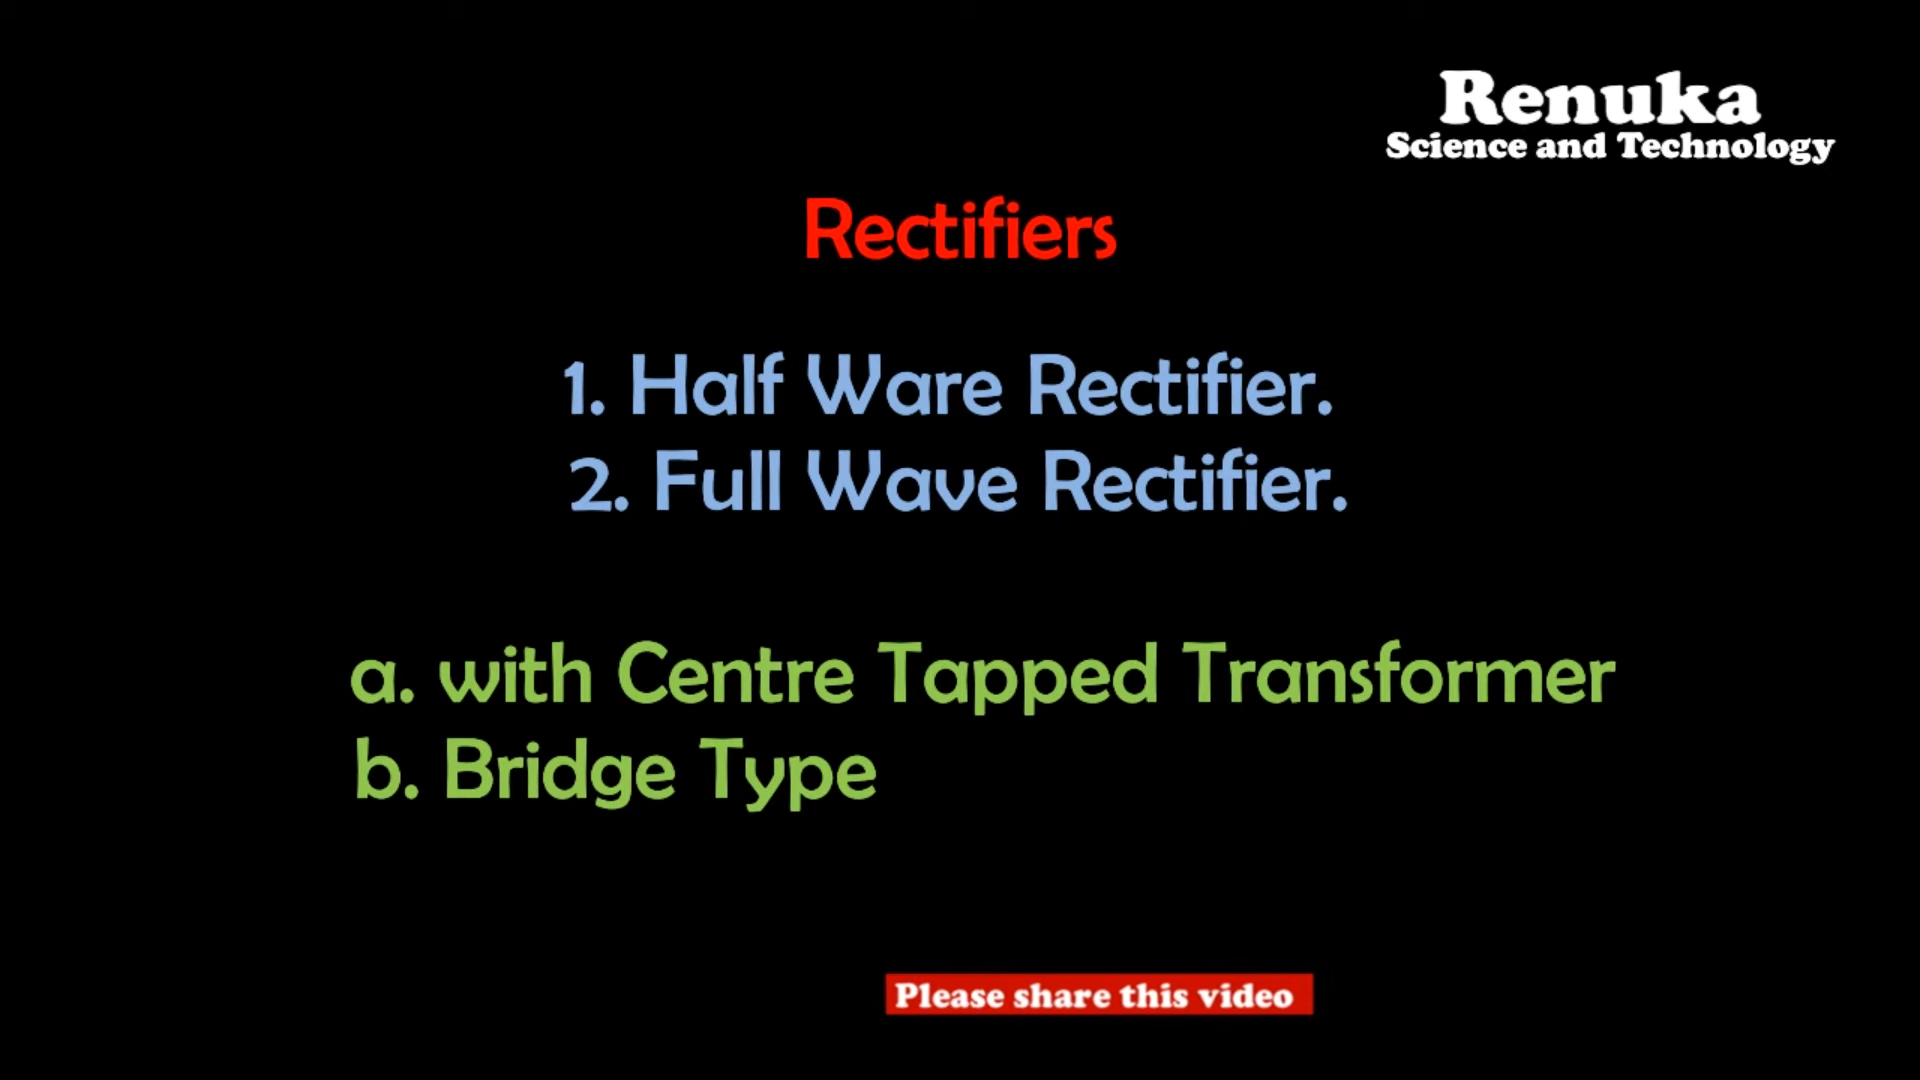 Renuka
Science and Technology
Rectifiers
1. Half Ware Rectifier.
2. Full Wave Rectifier.
a. with Centre Tapped Transformer
b. Bridge Type
Please share this video